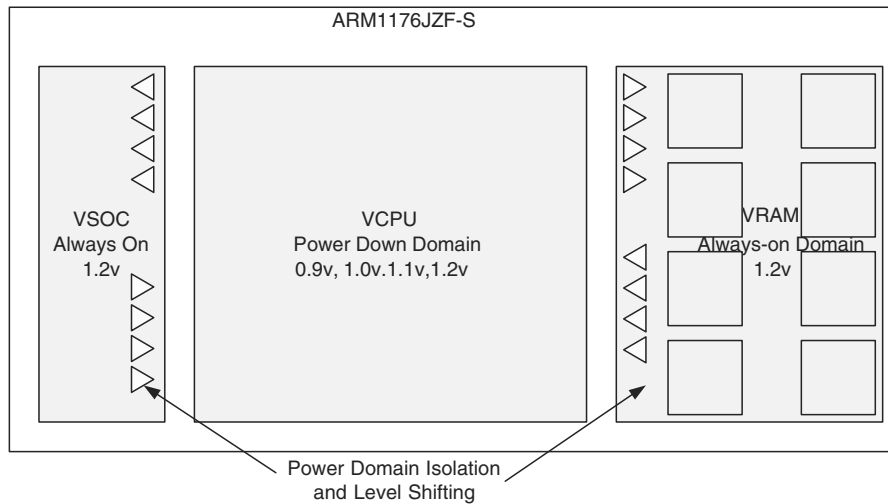 ARM1176JZF-S
VSOC
Always On
1.2v
VCPU
Power Down Domain
0.9v, 1.0v.1.1v,1.2v
VRAM
Always-on Domain
1.2v
Power Domain Isolation
and Level Shifting